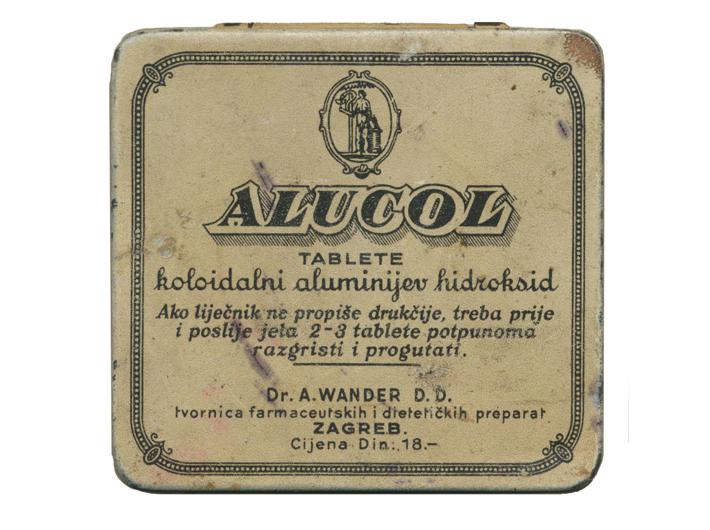 ALUCOL
TABLETE
koloidalni aluminijev hidroksid
Ako liječnik ne propiše drukčije, treba prije
i poslije jela 2-3 tablete potpunoma
razgristi i progutati.
Dr. A. WANDER D. D.
tvornica farmaceutskih i dietetičkih preparat
ZAGREB.
Cijena Din: 18.–